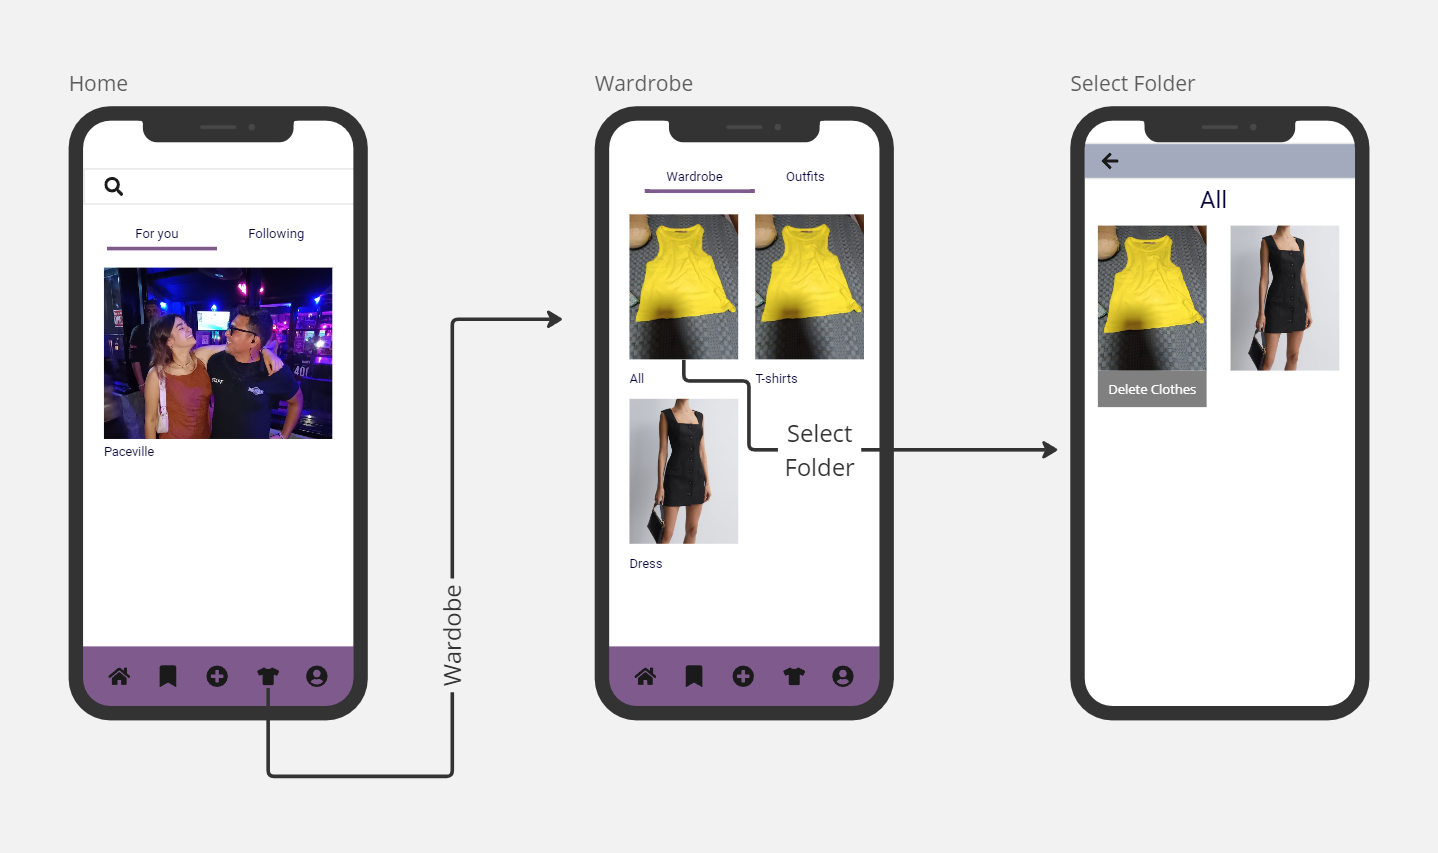 Home
For you
Following
Paceville
Wardobe
Wardrobe
Wardrobe
Outfits
All
T-shirts
Dress
Select
Folder
Select Folder
All
Delete Clothes